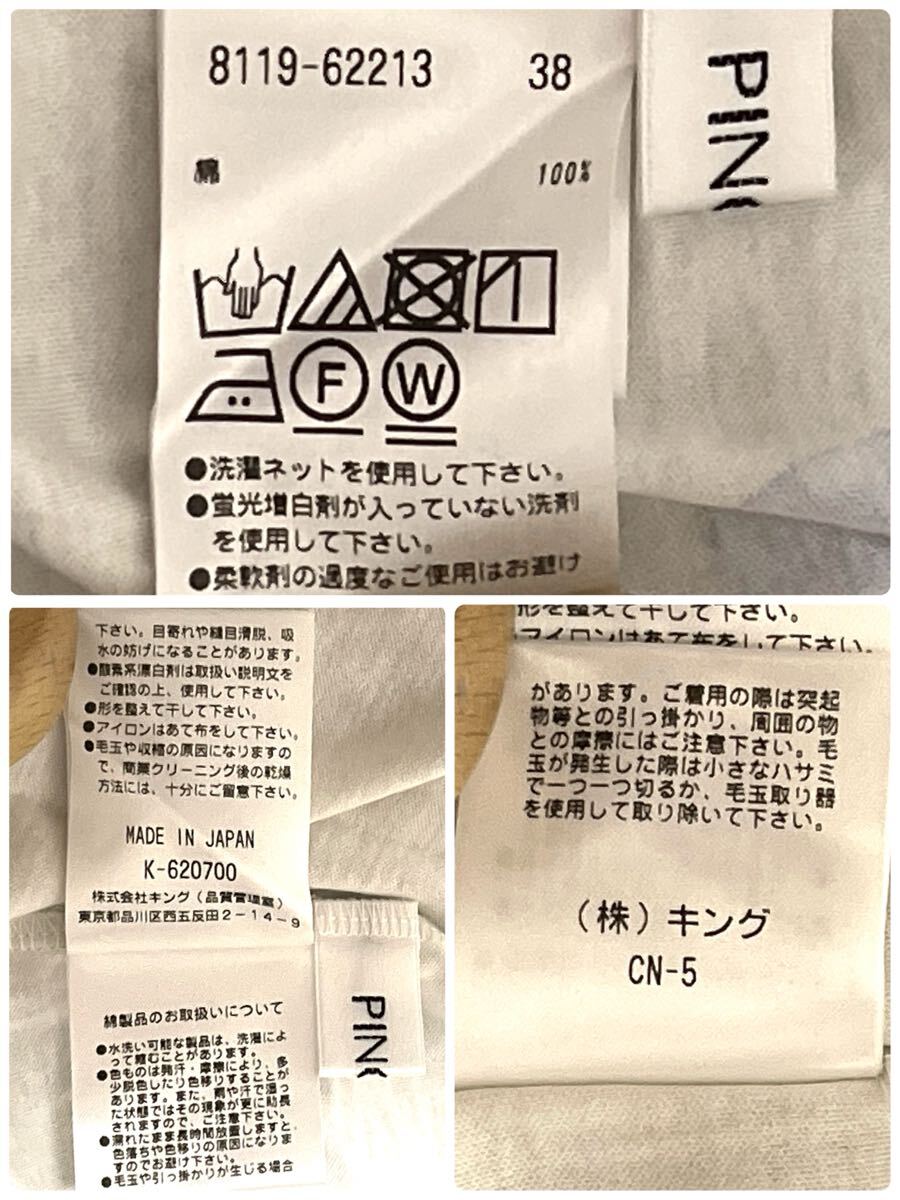 8119-62213 38
綿 100%
PIN
F W
●洗濯ネットを使用して下さい。
●蛍光増白剤が入っていない洗剤
を使用して下さい。
●柔軟剤の過度なご使用はお避け
下さい。目寄れや縫目滑脱、吸
水の妨げになることがあります。
●酸素系漂白剤は取扱い説明文を
ご確認の上、使用して下さい。
●形を整えて干して下さい。
●アイロンはあて布をして下さい。
●毛玉や収縮の原因になりますの
で、商業クリーニング後の乾燥
方法には、十分にご留意下さい。
MADE IN JAPAN
K-620700
株式会社キング(品質管理室)
東京都品川区西五反田2-14-9
PIN
綿製品のお取扱いについて
●水洗い可能な製品は、洗濯によ
って縮むことがあります。
●色ものは発汗・摩擦により、多
少脱色したり色移りすることが
あります。また、雨や汗で湿っ
た状態ではその現象が更に助長
されますので、ご注意下さい。
●濡れたまま長時間放置しますと
色落ちや色移りの原因になりま
すのでお避け下さい。
●毛玉や引っ掛かりが生じる場合
形を整えて干して下さい。
アイロンはあて布をして下さい。
があります。ご着用の際は突起
物等との引っ掛かり、周囲の物
との摩擦にはご注意下さい。毛
玉が発生した際は小さなハサミ
で一つ一つ切るか、毛玉取り器
を使用して取り除いて下さい。
(株)キング
CN-5